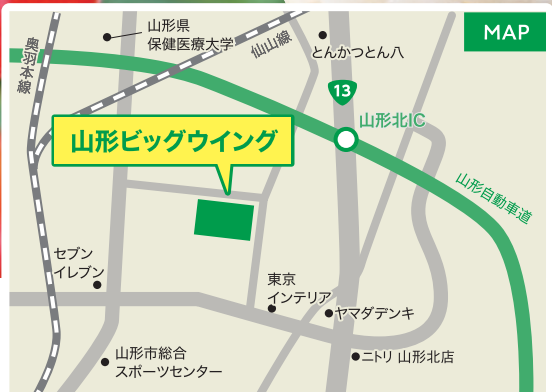 山形県
保健医療大学
奥羽本線
仙山線
とんかつとん八
MAP
13
山形北IC
山形ビッグウイング
山形自動車道
セブン
イレブン
東京
インテリア
ヤマダデンキ
山形市総合
スポーツセンター
ニトリ 山形北店